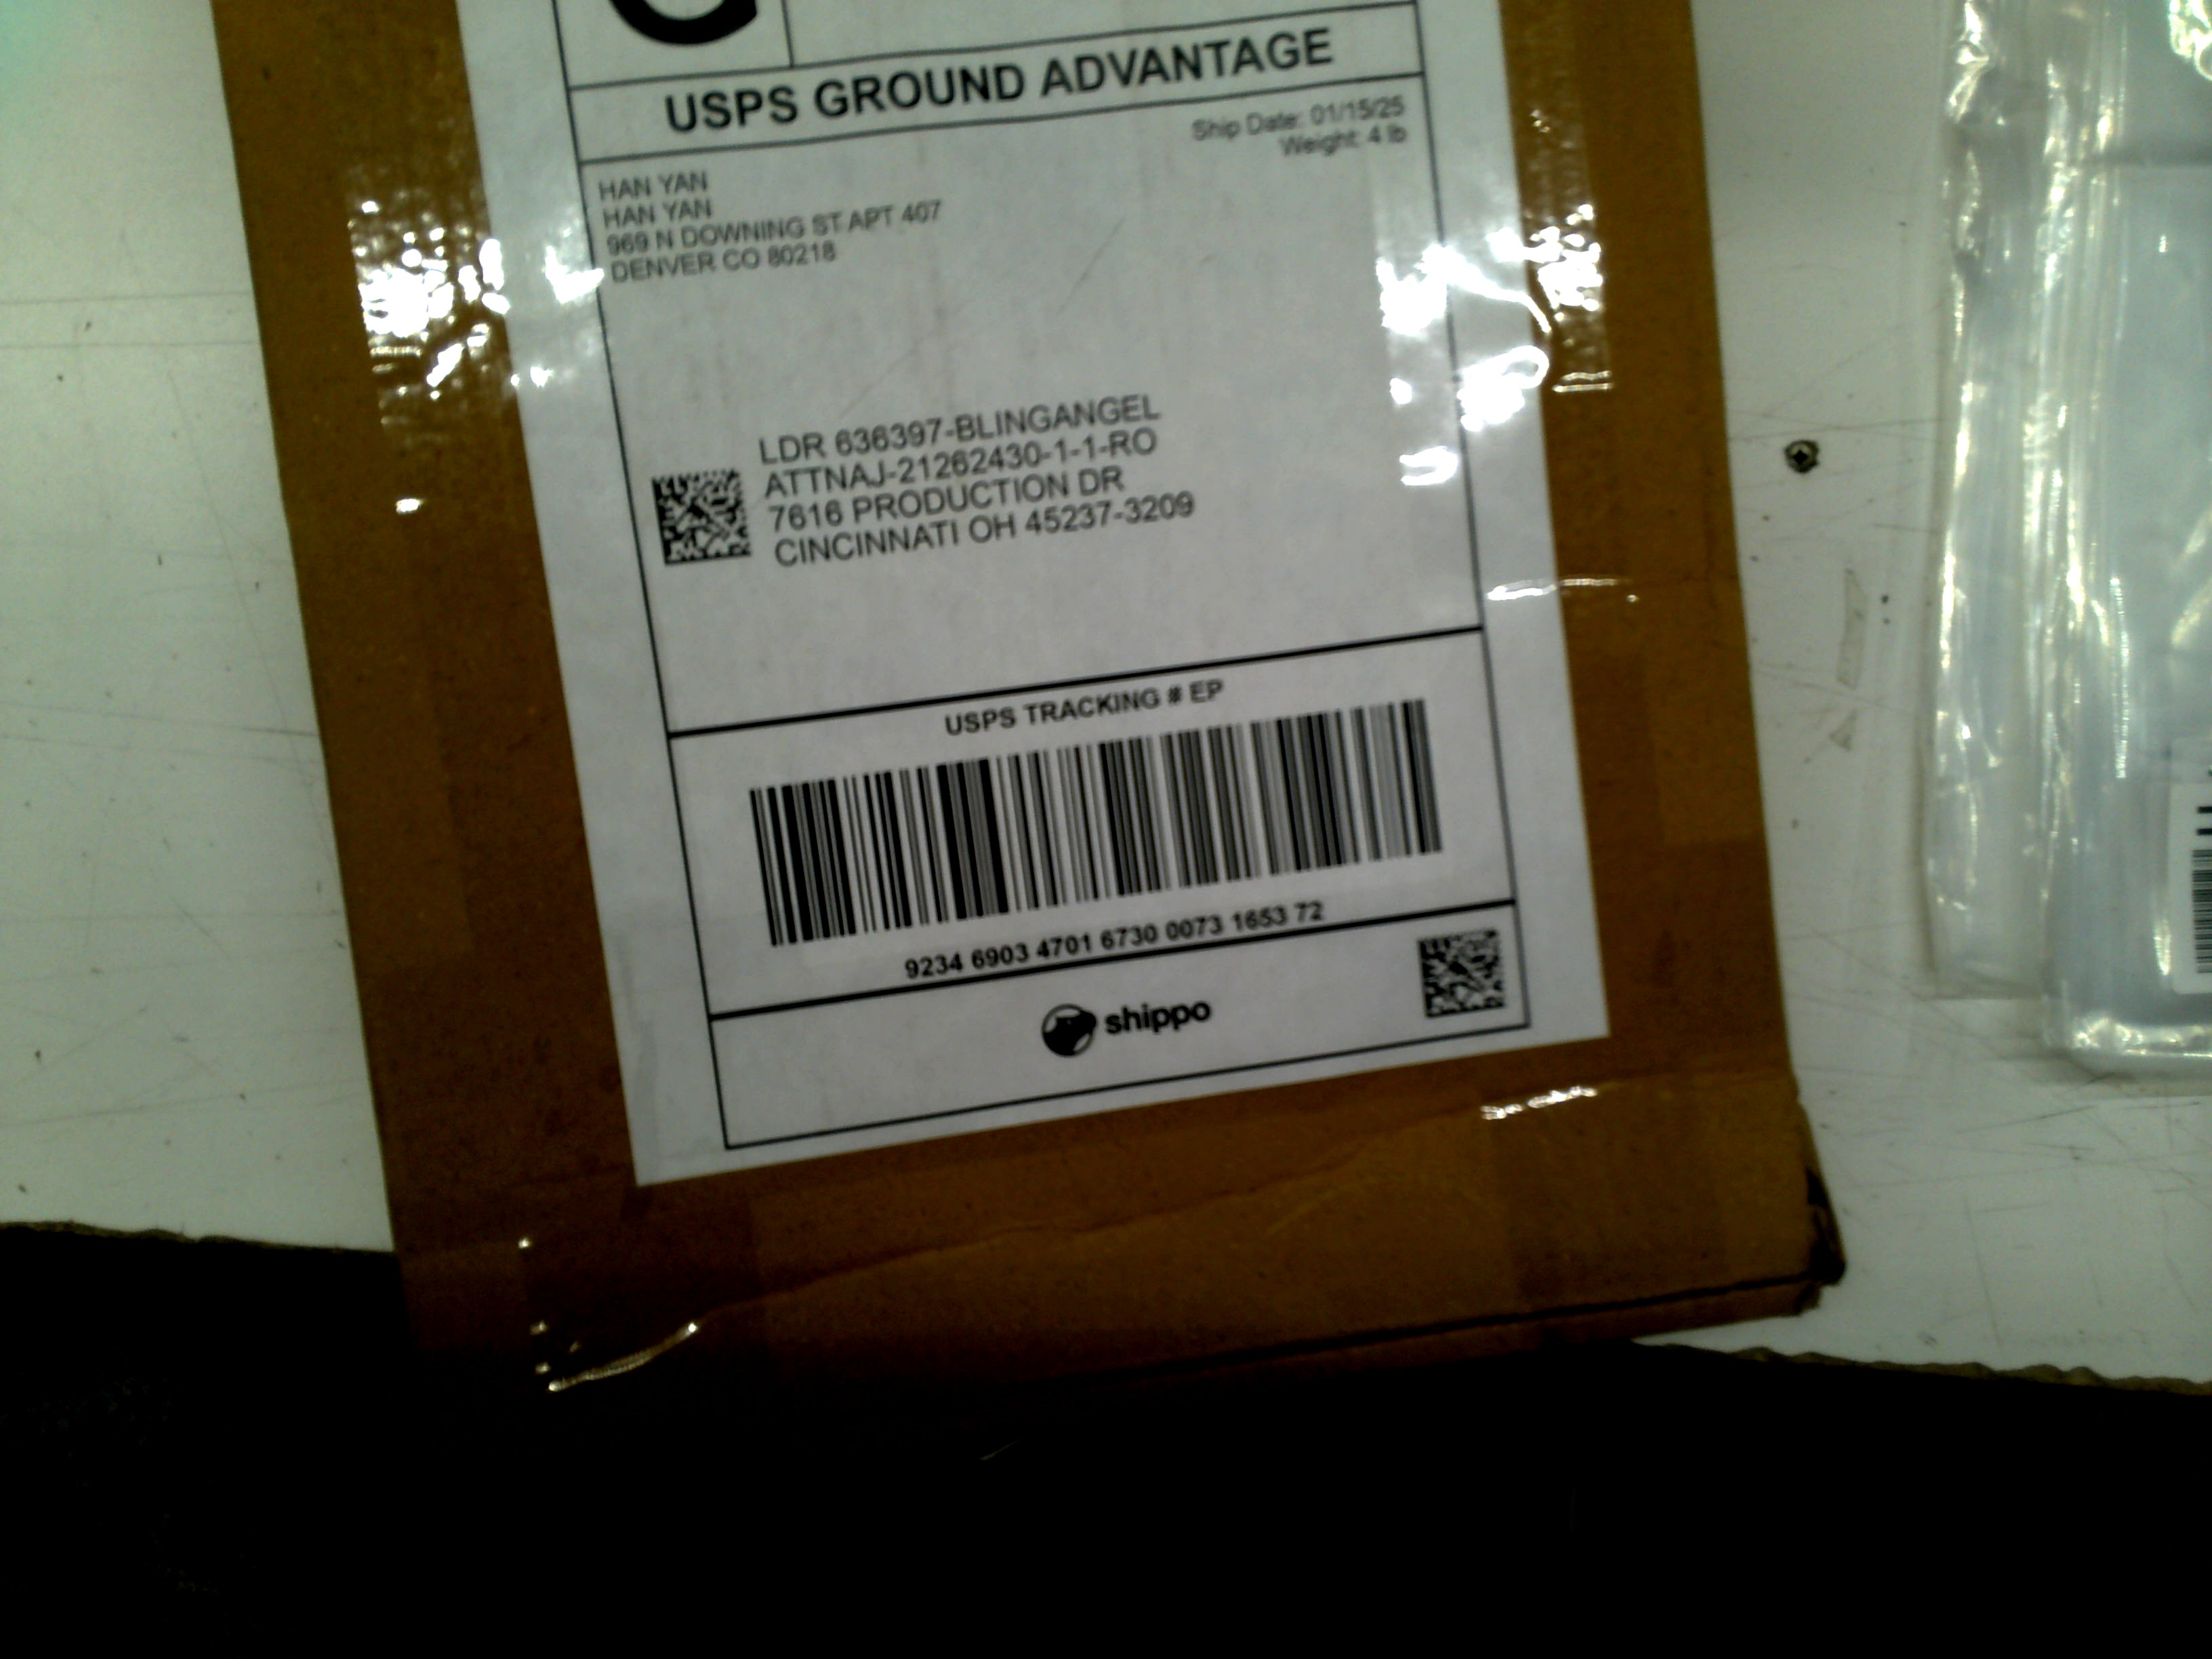 USPS GROUND ADVANTAGE
Ship Date: 01/15/25
Weight: 4 lb
HAN YAN
HAN YAN
969 N DOWNING ST APT 407
DENVER CO 80218
LDR 636397-BLINGANGEL
ATTNAJ-21262430-1-1-RO
7616 PRODUCTION DR
CINCINNATI OH 45237-3209
USPS TRACKING # EP
9234 6903 4701 6730 0073 1653 72
shippo